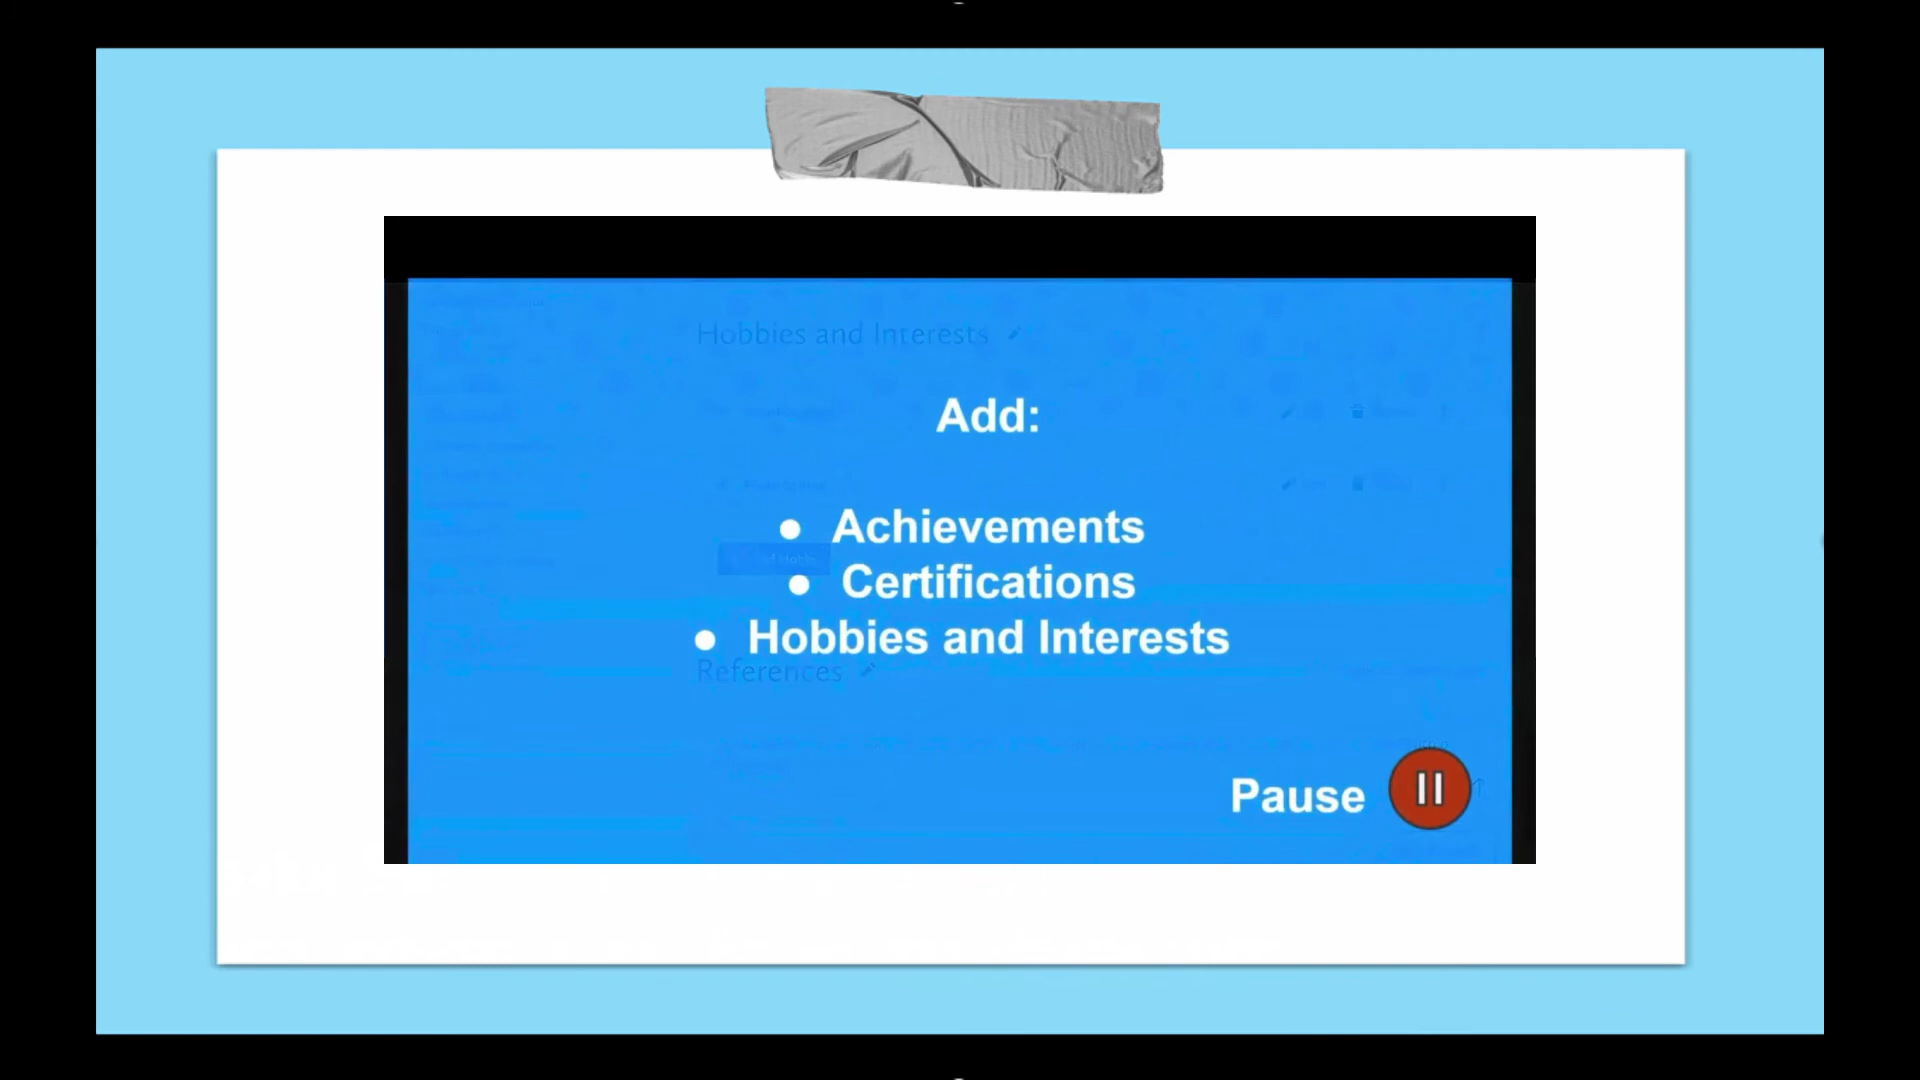 Hobbies and Interests
Add:
• Achievements
• Certifications
• Hobbies and Interests
References
Pause